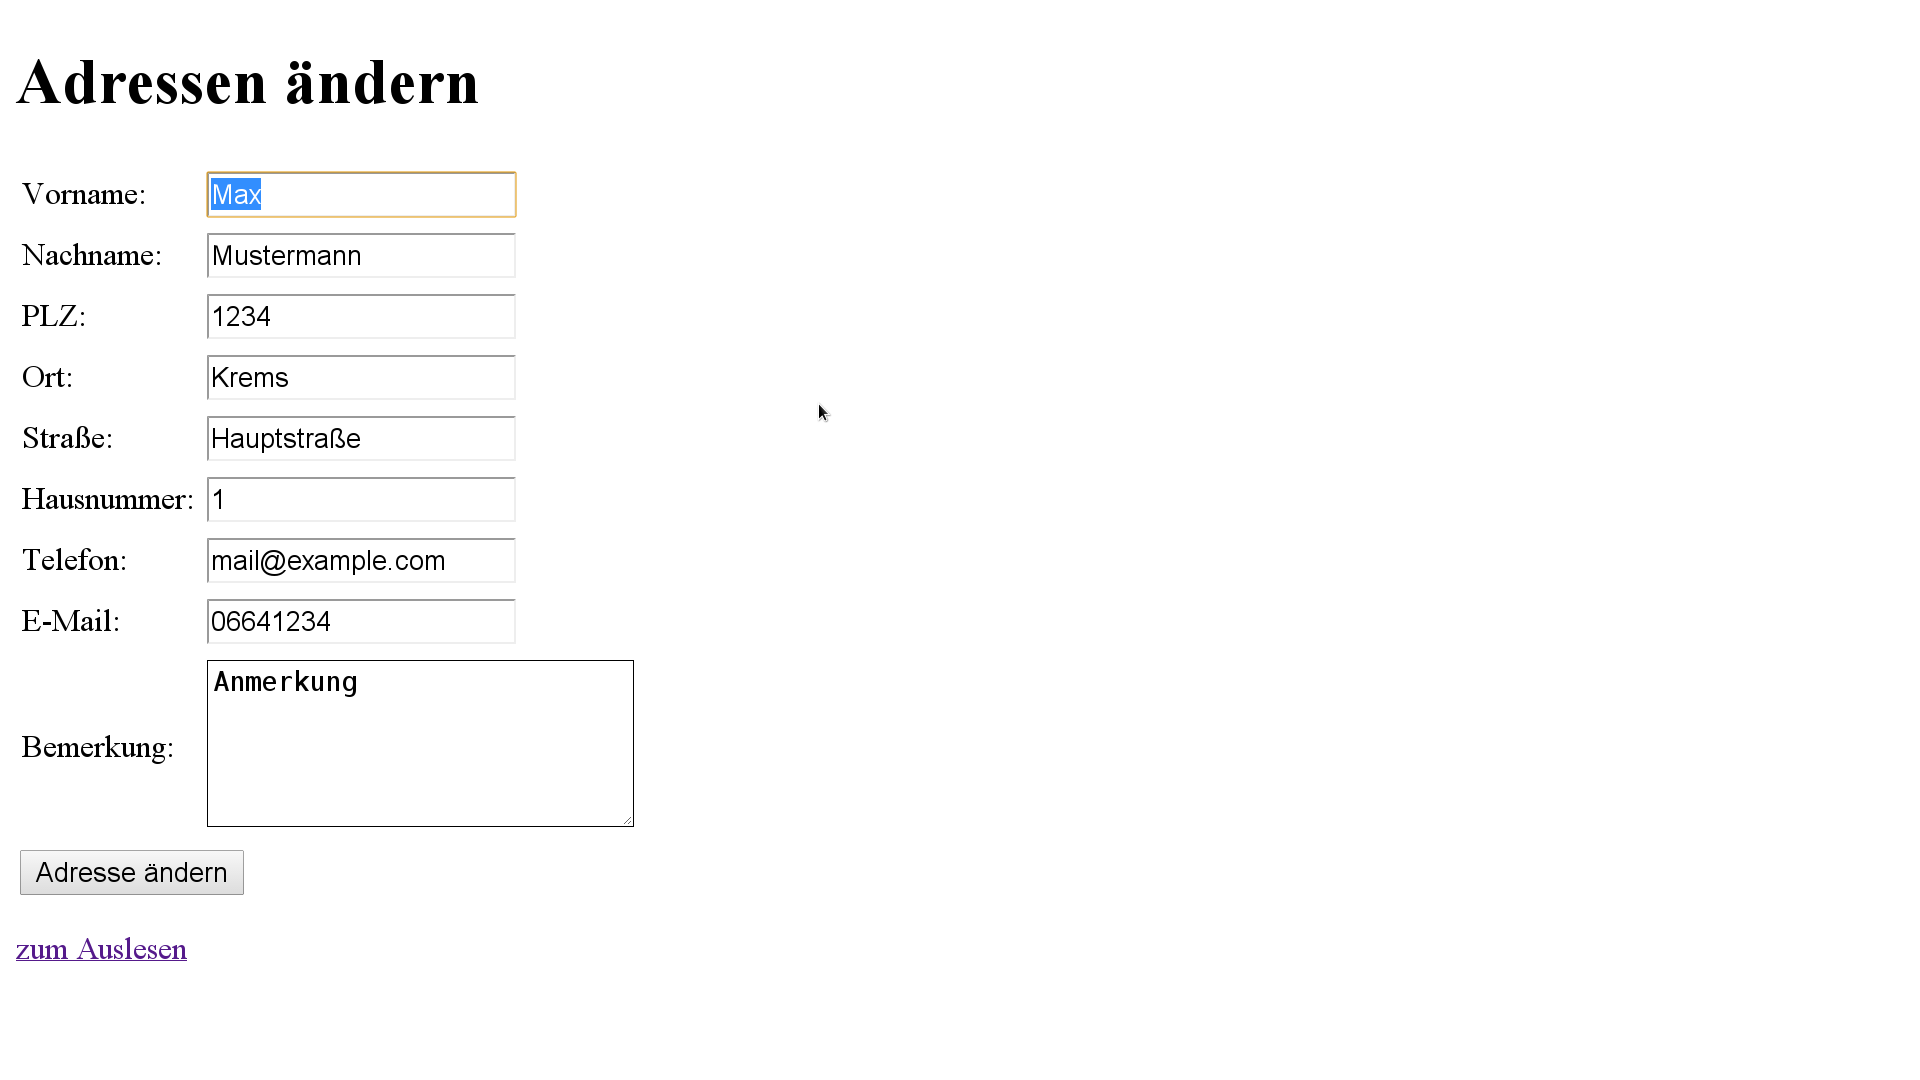 Adressen ändern
Vorname: Max
Nachname: Mustermann
PLZ: 1234
Ort: Krems
Straße: Hauptstraße
Hausnummer: 1
Telefon: mail@example.com
E-Mail: 06641234
Bemerkung: Anmerkung
Adresse ändern
zum Auslesen